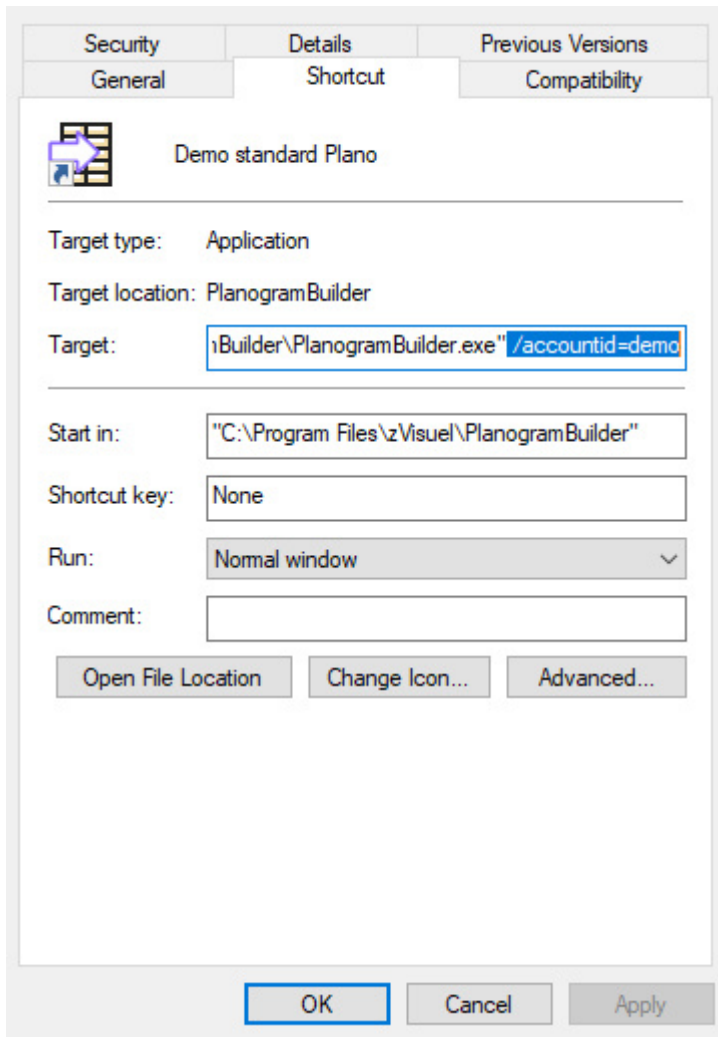 Security Details Previous Versions
General Shortcut Compatibility
Demo standard Plano
Target type: Application
Target location: PlanogramBuilder
Target: ıBuilder\PlanogramBuilder.exe" /accountid=demo
Start in: "C:\Program Files\zVisuel\PlanogramBuilder"
Shortcut key: None
Run: Normal window
Comment:
Open File Location Change Icon... Advanced...
OK Cancel Apply